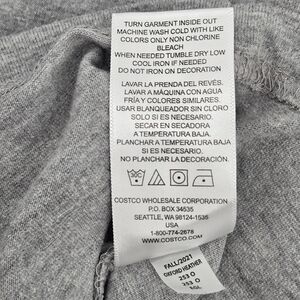 TURN GARMENT INSIDE OUT
MACHINE WASH COLD WITH LIKE
COLORS ONLY NON CHLORINE
BLEACH
WHEN NEEDED TUMBLE DRY LOW
COOL IRON IF NEEDED
DO NOT IRON ON DECORATION
LAVAR LA PRENDA DEL REVÉS.
LAVAR A MÁQUINA CON AGUA
FRÍA Y COLORES SIMILARES.
USAR BLANQUEADOR SIN CLORO
SOLO SI ES NECESARIO.
SECAR EN SECADORA
A TEMPERATURA BAJA.
PLANCHAR A TEMPERATURA BAJA
SI ES NECESARIO.
NO PLANCHAR LA DECORACIÓN.
COSTCO WHOLESALE CORPORATION
P.O. BOX 34535
SEATTLE, WA 98124-1535
USA
1-800-774-2678
WWW.COSTCO.COM
FALL/2021
OXFORD HEATHER
253 O
353 O